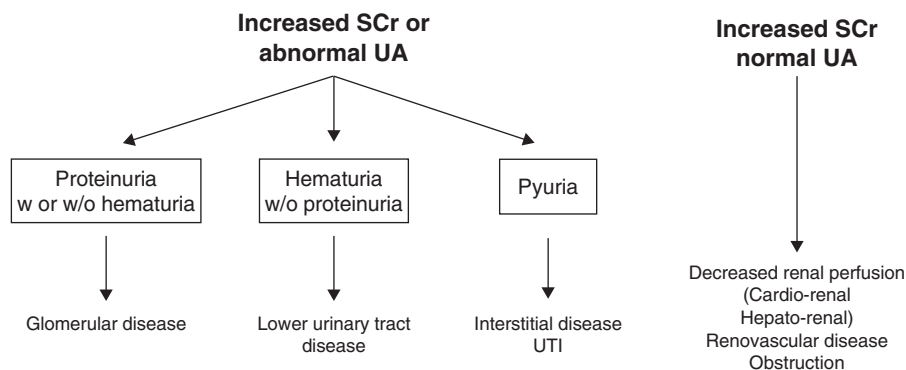 Increased SCr or
abnormal UA
Increased SCr
normal UA
Proteinuria
w or w/o hematuria
Hematuria
w/o proteinuria
Pyuria
Glomerular disease
Lower urinary tract
disease
Interstitial disease
UTI
Decreased renal perfusion
(Cardio-renal
Hepato-renal)
Renovascular disease
Obstruction